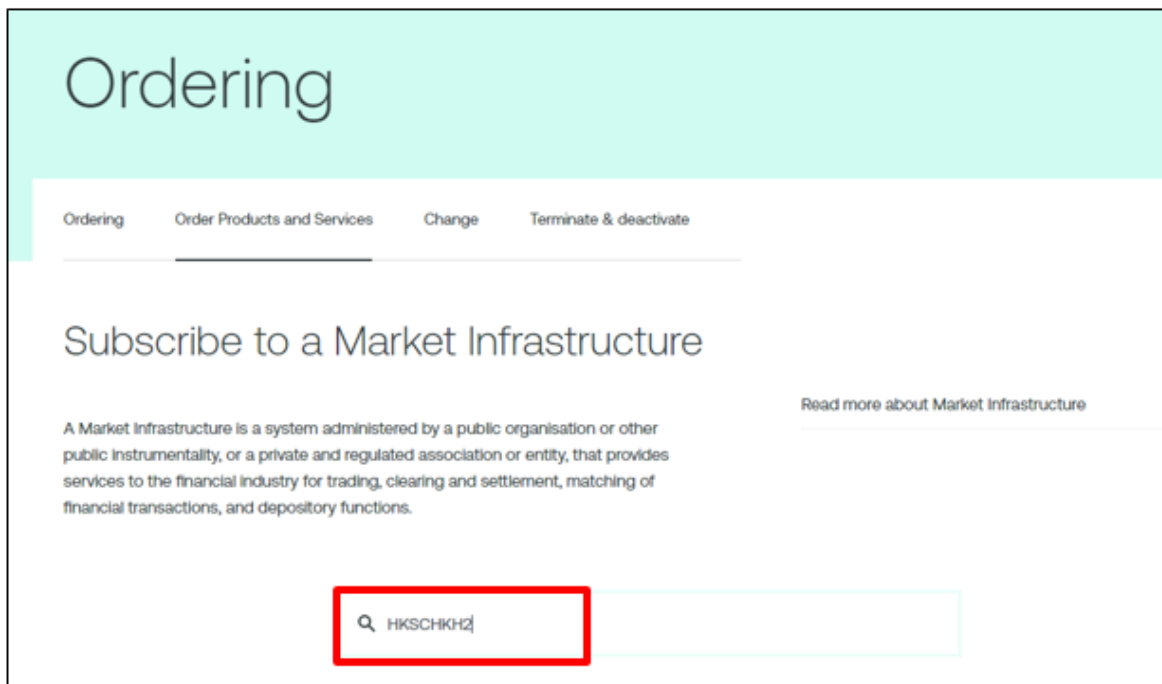 Ordering
Ordering Order Products and Services Change Terminate & deactivate
Subscribe to a Market Infrastructure
Read more about Market Infrastructure
A Market Infrastructure is a system administered by a public organisation or other
public instrumentality, or a private and regulated association or entity, that provides
services to the financial industry for trading, clearing and settlement, matching of
financial transactions, and depository functions.
HKSCHKH2